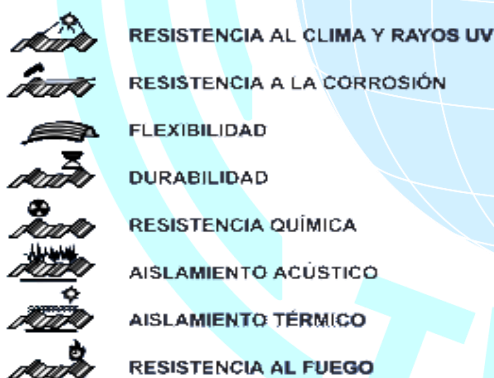 RESISTENCIA AL CLIMA Y RAYOS UV
RESISTENCIA A LA CORROSIÓN
FLEXIBILIDAD
DURABILIDAD
RESISTENCIA QUÍMICA
AISLAMIENTO ACÚSTICO
AISLAMIENTO TÉRMICO
RESISTENCIA AL FUEGO